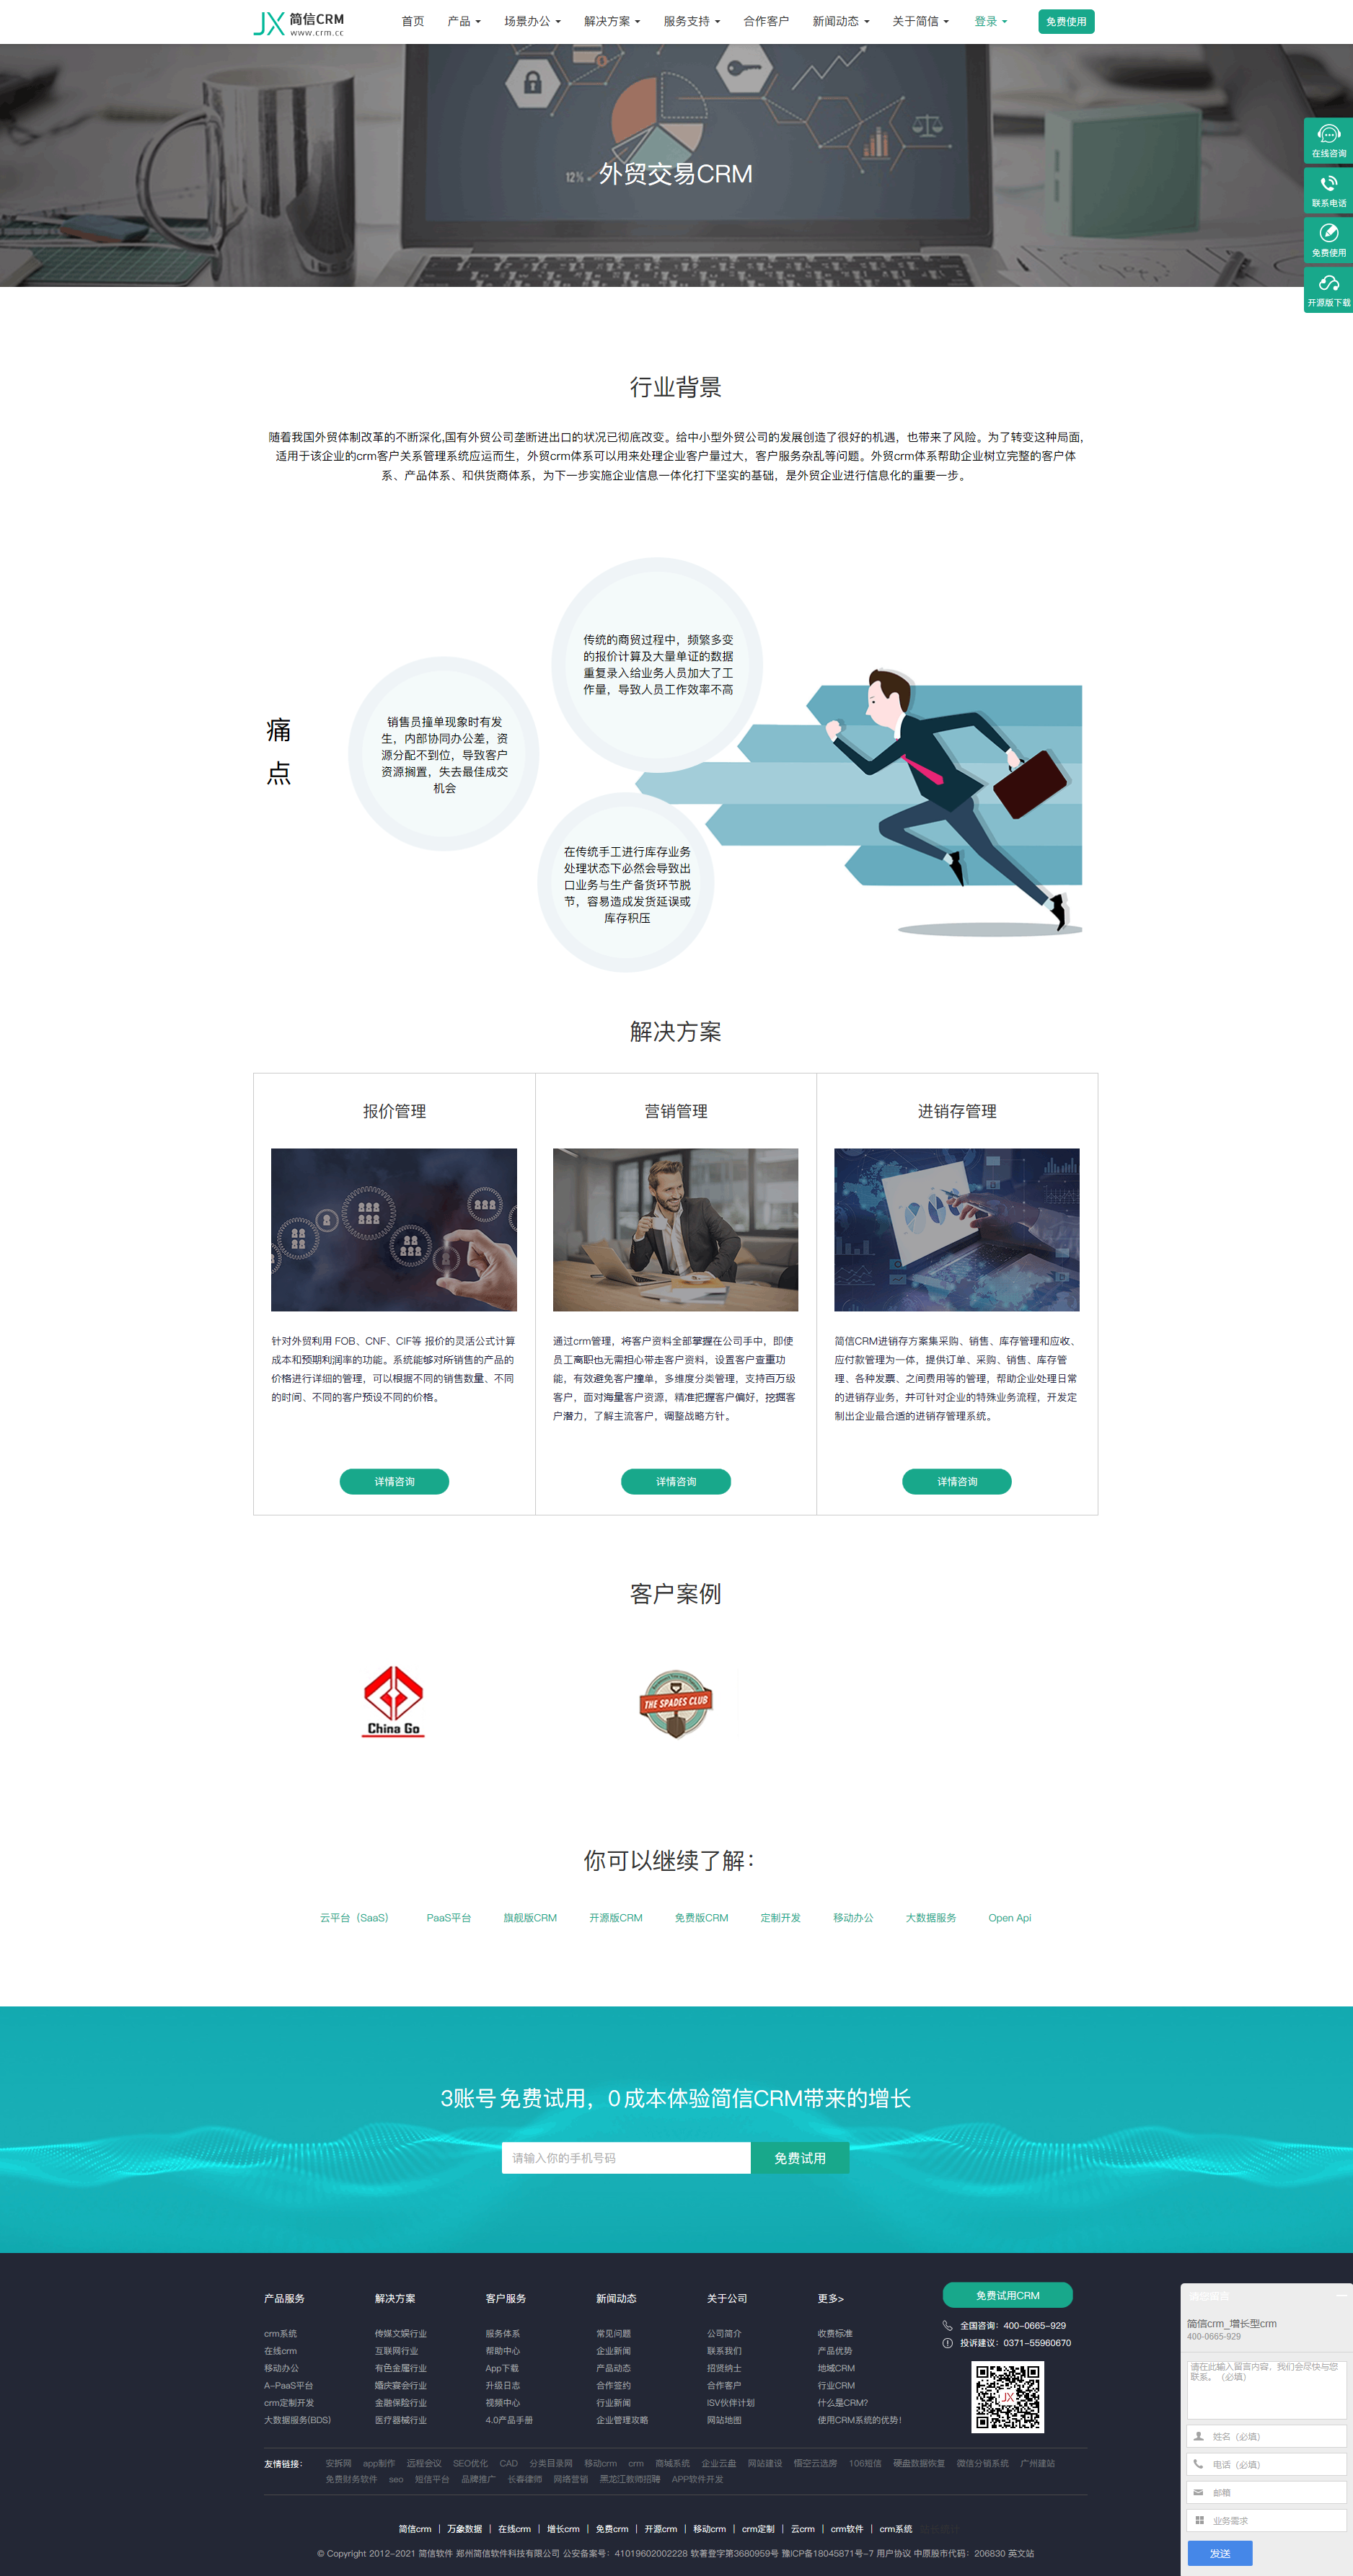 简信CRM
www.crm.cc
首页 产品 场景办公 解决方案 服务支持 合作客户 新闻动态 关于简信 登录 免费使用
12%
外贸交易CRM
在线咨询
联系电话
免费使用
开源版下载
行业背景
随着我国外贸体制改革的不断深化,国有外贸公司垄断进出口的状况已彻底改变。给中小型外贸公司的发展创造了很好的机遇，也带来了风险。为了转变这种局面,
适用于该企业的crm客户关系管理系统应运而生，外贸crm体系可以用来处理企业客户量过大，客户服务杂乱等问题。外贸crm体系帮助企业树立完整的客户体
系、产品体系、和供货商体系，为下一步实施企业信息一体化打下坚实的基础，是外贸企业进行信息化的重要一步。
痛
点
销售员撞单现象时有发
生，内部协同办公差，资
源分配不到位，导致客户
资源搁置，失去最佳成交
机会
传统的商贸过程中，频繁多变
的报价计算及大量单证的数据
重复录入给业务人员加大了工
作量，导致人员工作效率不高
在传统手工进行库存业务
处理状态下必然会导致出
口业务与生产备货环节脱
节，容易造成发货延误或
库存积压
解决方案
报价管理
针对外贸利用 FOB、CNF、CIF等 报价的灵活公式计算
成本和预期利润率的功能。系统能够对所销售的产品的
价格进行详细的管理，可以根据不同的销售数量、不同
的时间、不同的客户预设不同的价格。
详情咨询
营销管理
通过crm管理，将客户资料全部掌握在公司手中，即使
员工离职也无需担心带走客户资料，设置客户查重功
能，有效避免客户撞单，多维度分类管理，支持百万级
客户，面对海量客户资源，精准把握客户偏好，挖掘客
户潜力，了解主流客户，调整战略方针。
详情咨询
进销存管理
简信CRM进销存方案集采购、销售、库存管理和应收、
应付款管理为一体，提供订单、采购、销售、库存管
理、各种发票、之间费用等的管理，帮助企业处理日常
的进销存业务，并可针对企业的特殊业务流程，开发定
制出企业最合适的进销存管理系统。
详情咨询
客户案例
China Go
THE SPADES CLUB
你可以继续了解：
云平台（SaaS） PaaS平台 旗舰版CRM 开源版CRM 免费版CRM 定制开发 移动办公 大数据服务 Open Api
3账号 免费试用，0 成本体验简信CRM带来的增长
请输入你的手机号码 免费试用
产品服务 解决方案 客户服务 新闻动态 关于公司 更多> 免费试用CRM
crm系统 传媒文娱行业 服务体系 常见问题 公司简介 收费标准
在线crm 互联网行业 帮助中心 企业新闻 联系我们 产品优势
移动办公 有色金属行业 App下载 产品动态 招贤纳士 地域CRM
A-PaaS平台 婚庆宴会行业 升级日志 合作签约 合作客户 行业CRM
crm定制开发 金融保险行业 视频中心 行业新闻 ISV伙伴计划 什么是CRM?
大数据服务(BDS) 医疗器械行业 4.0产品手册 企业管理攻略 网站地图 使用CRM系统的优势!
全国咨询：400-0665-929
投诉建议：0371-55960670
JX
友情链接： 安拆网 app制作 远程会议 SEO优化 CAD 分类目录网 移动crm crm 商城系统 企业云盘 网站建设 悟空云选房 106短信 硬盘数据恢复 微信分销系统 广州建站
免费财务软件 seo 短信平台 品牌推广 长春律师 网络营销 黑龙江教师招聘 APP软件开发
简信crm | 万象数据 | 在线crm | 增长crm | 免费crm | 开源crm | 移动crm | crm定制 | 云crm | crm软件 | crm系统
© Copyright 2012-2021 简信软件 郑州简信软件科技有限公司 公安备案号：41019602002228 软著登字第3680959号 豫ICP备18045871号-7 用户协议 中原股市代码：206830 英文站
简信crm_增长型crm
400-0665-929
请在此输入留言内容，我们会尽快与您
联系。（必填）
姓名（必填）
电话（必填）
邮箱
业务需求
发送